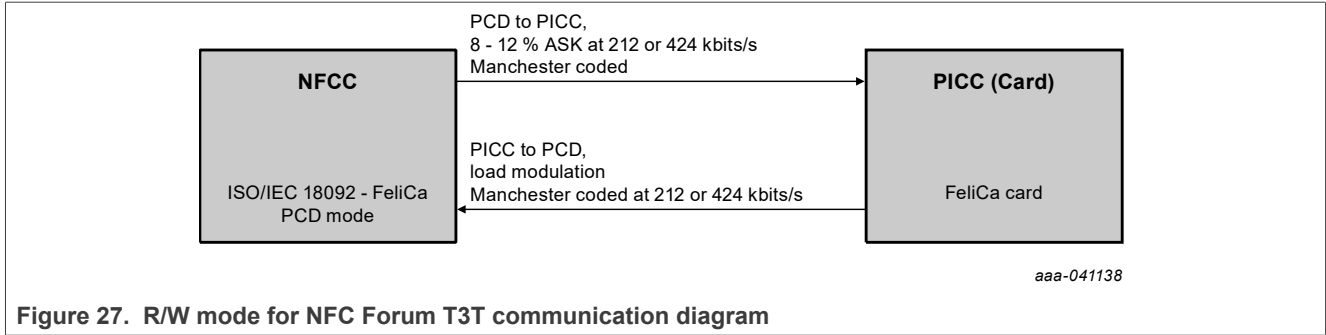 PCD to PICC,
8 - 12 % ASK at 212 or 424 kbits/s
Manchester coded
NFCC
PICC (Card)
PICC to PCD,
load modulation
Manchester coded at 212 or 424 kbits/s
ISO/IEC 18092 - FeliCa
PCD mode
FeliCa card
aaa-041138
Figure 27. R/W mode for NFC Forum T3T communication diagram